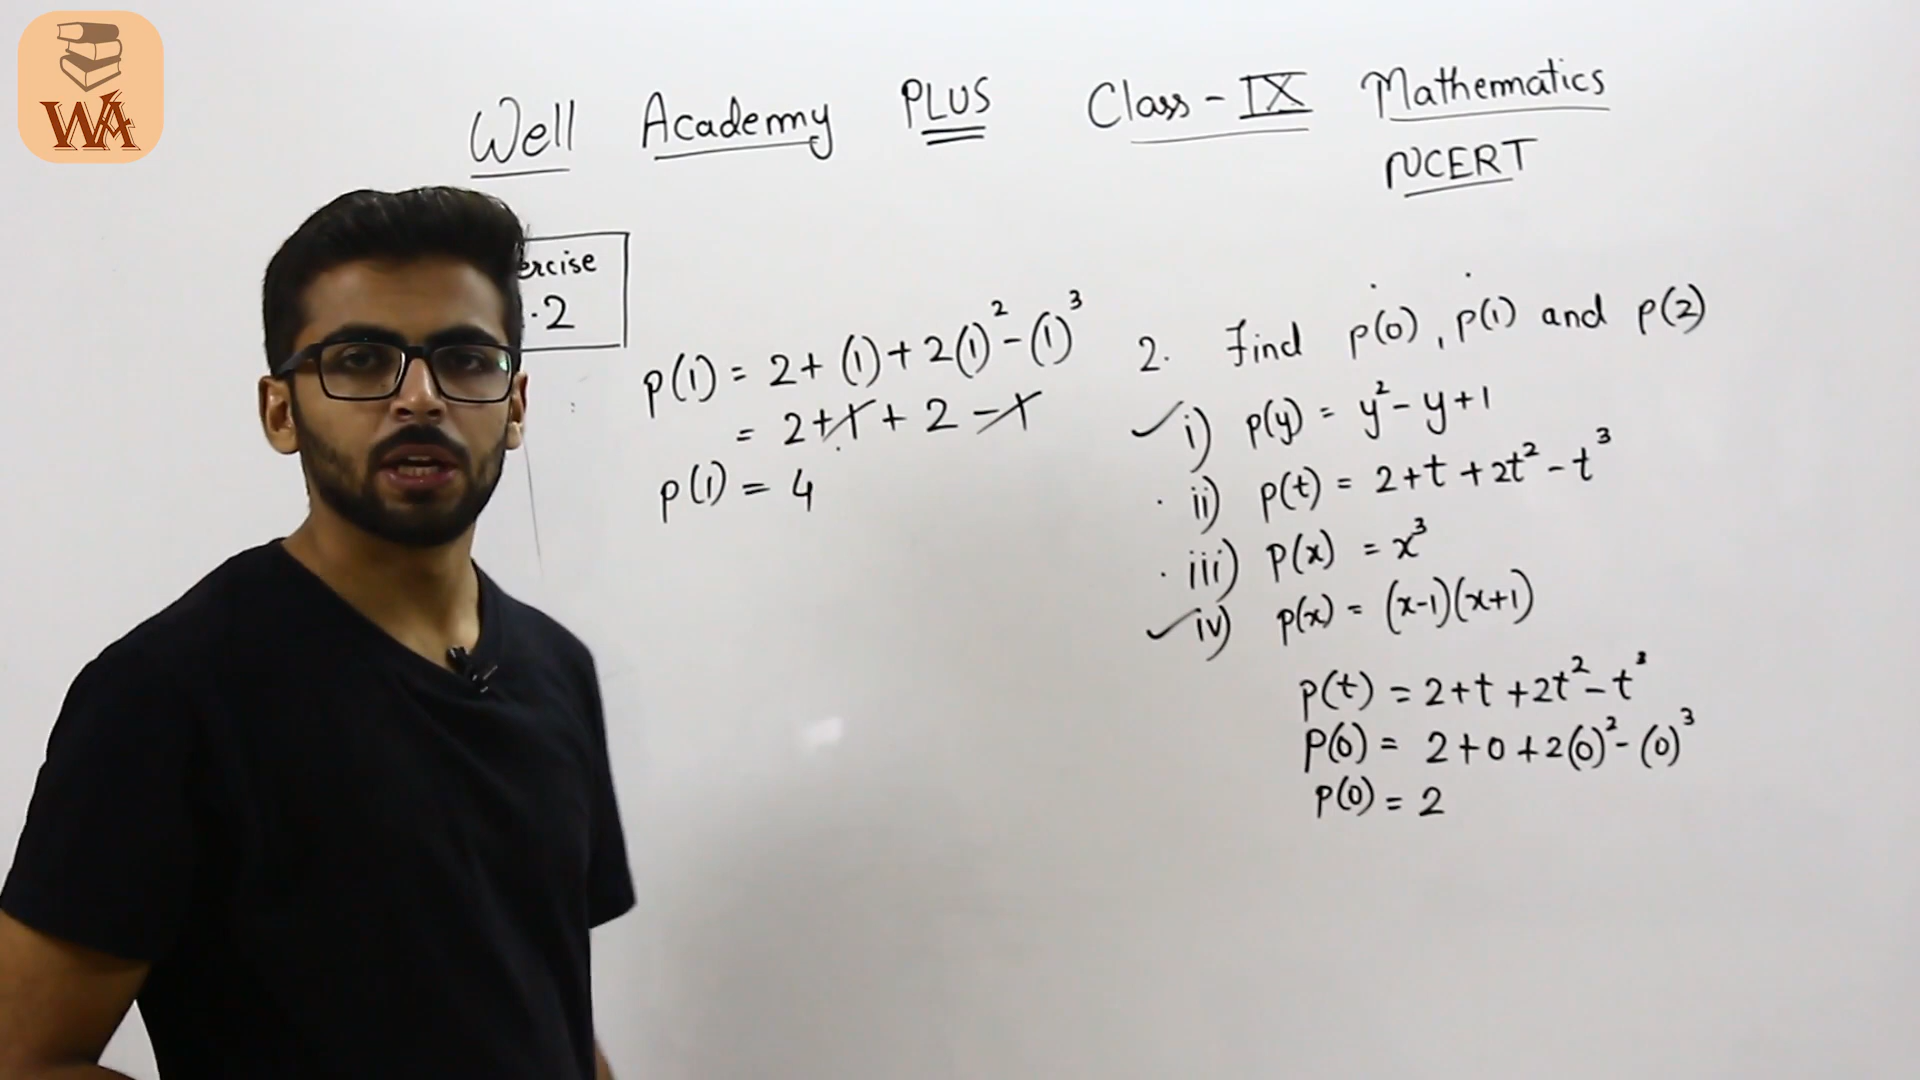 WA
Well Academy PLUS Class-IX Mathematics
NCERT
ercise
.2
p(1) = 2+(1)+2(1)²-(1)³
= 2+1+2-1
p(1) = 4
2. Find p(0), p(1) and p(2)
i) p(y) = y²-y+1
ii) p(t) = 2+t+2t²-t³
iii) p(x) = x³
iv) p(x) = (x-1)(x+1)
p(t) = 2+t+2t²-t³
p(0) = 2+0+2(0)²-(0)³
p(0) = 2